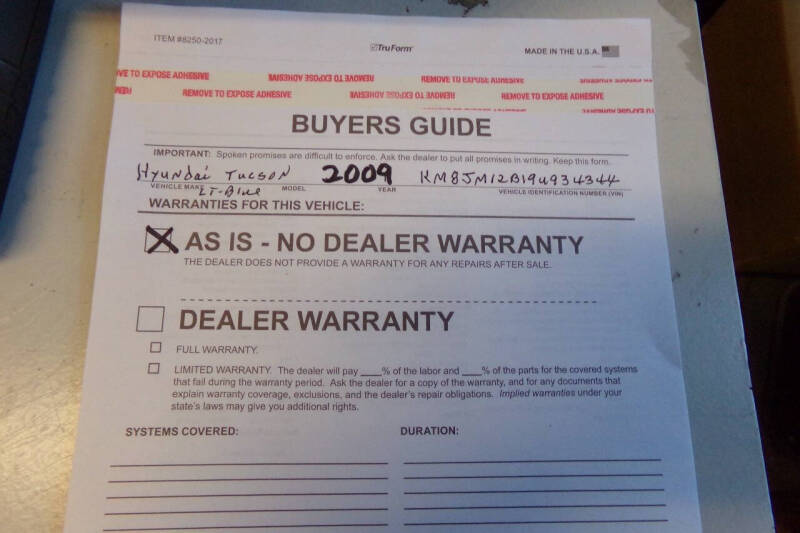 ITEM #8250-2017 TruForm MADE IN THE U.S.A.
VE TO EXPOSE ADHESIVE REMOVE TO EXPOSE ADHESIVE REMOVE TO EXPOSE ADHESIVE
REMOVE TO EXPOSE ADHESIVE REMOVE TO EXPOSE ADHESIVE REMOVE TO EXPOSE ADHESIVE
BUYERS GUIDE
IMPORTANT: Spoken promises are difficult to enforce. Ask the dealer to put all promises in writing. Keep this form.
Hyundai Tucson 2009 KM8JM12B19U934344
VEHICLE MAKE MODEL YEAR VEHICLE IDENTIFICATION NUMBER (VIN)
LT-Blue
WARRANTIES FOR THIS VEHICLE:
AS IS - NO DEALER WARRANTY
THE DEALER DOES NOT PROVIDE A WARRANTY FOR ANY REPAIRS AFTER SALE.
DEALER WARRANTY
FULL WARRANTY.
LIMITED WARRANTY. The dealer will pay ____% of the labor and ____% of the parts for the covered systems
that fail during the warranty period. Ask the dealer for a copy of the warranty, and for any documents that
explain warranty coverage, exclusions, and the dealer's repair obligations. Implied warranties under your
state's laws may give you additional rights.
SYSTEMS COVERED: DURATION: